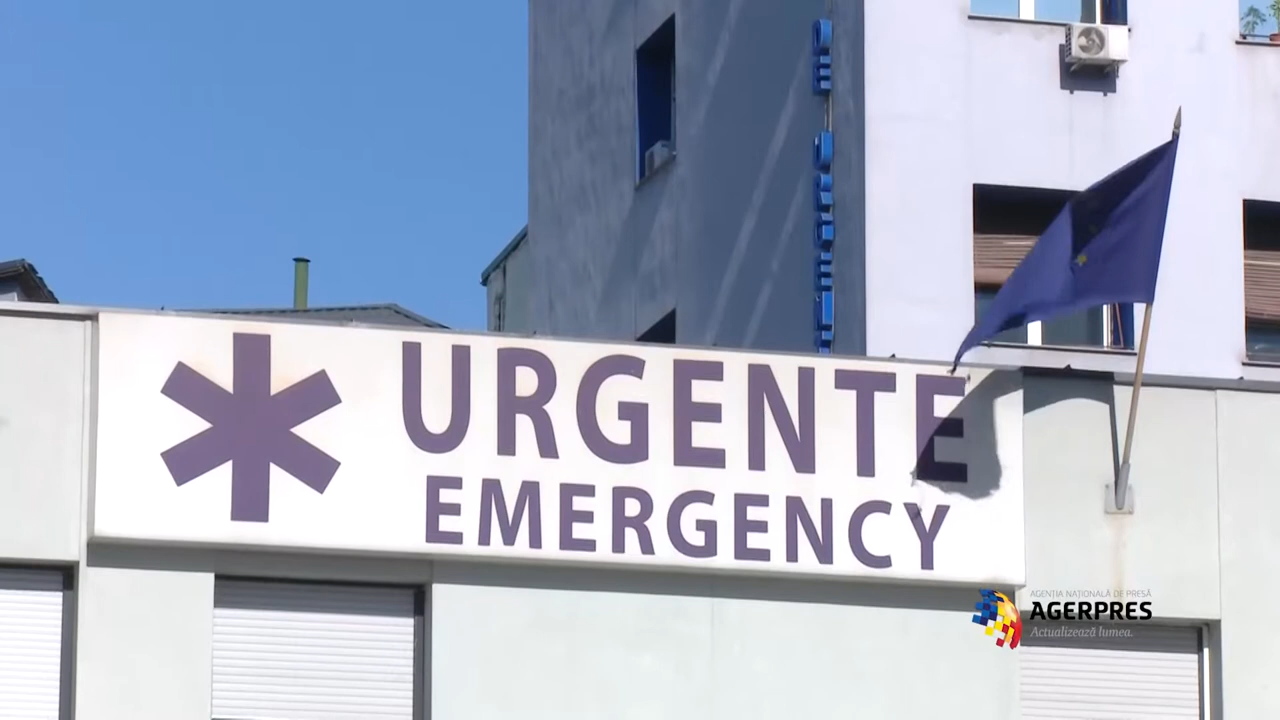 URGENTE
EMERGENCY
AGENȚIA NAȚIONALĂ DE PRESĂ
AGERPRES
Actualizează lumea.